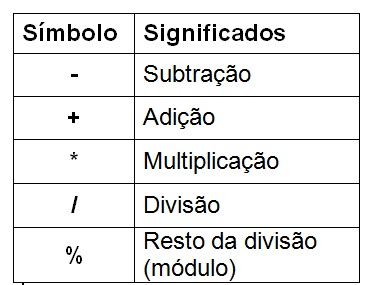 Símbolo Significados
- Subtração
+ Adição
* Multiplicação
/ Divisão
% Resto da divisão
(módulo)